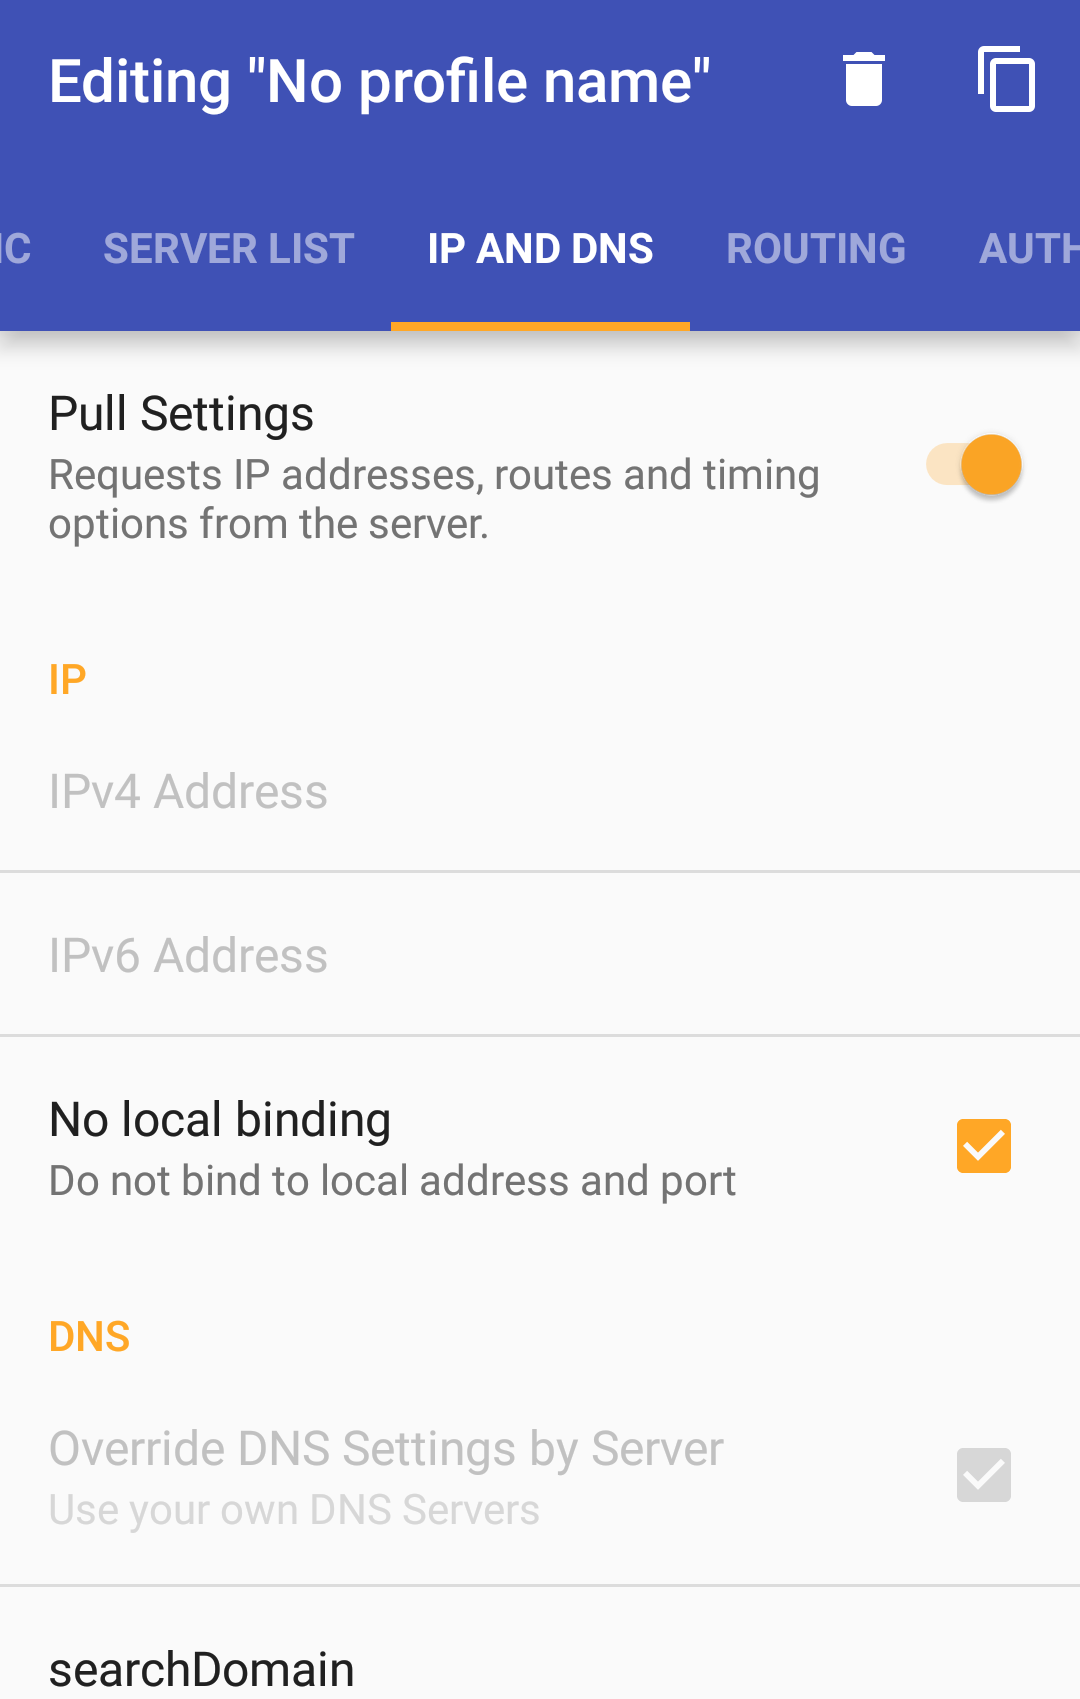 Editing "No profile name"
IC SERVER LIST IP AND DNS ROUTING AUTH
Pull Settings
Requests IP addresses, routes and timing
options from the server.
IP
IPv4 Address
IPv6 Address
No local binding
Do not bind to local address and port
DNS
Override DNS Settings by Server
Use your own DNS Servers
searchDomain